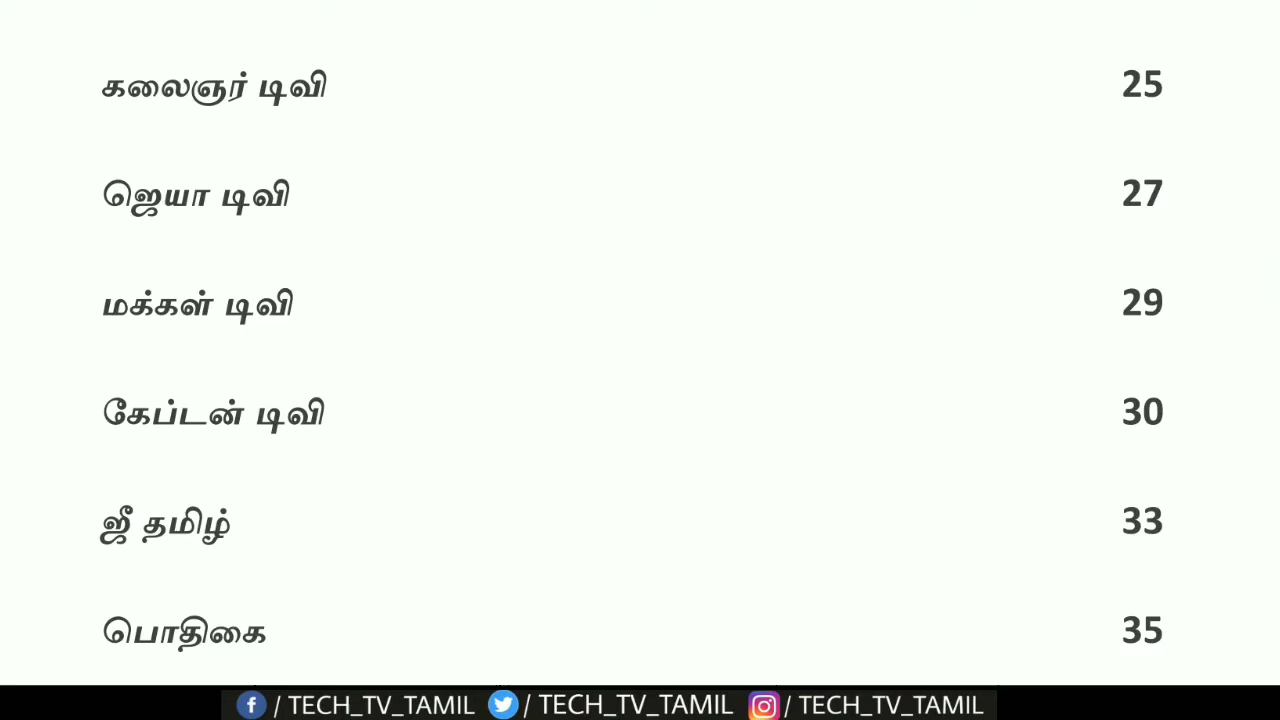 கலைஞர் டிவி 25
ஜெயா டிவி 27
மக்கள் டிவி 29
கேப்டன் டிவி 30
ஜீ தமிழ் 33
பொதிகை 35
f / TECH_TV_TAMIL / TECH_TV_TAMIL / TECH_TV_TAMIL